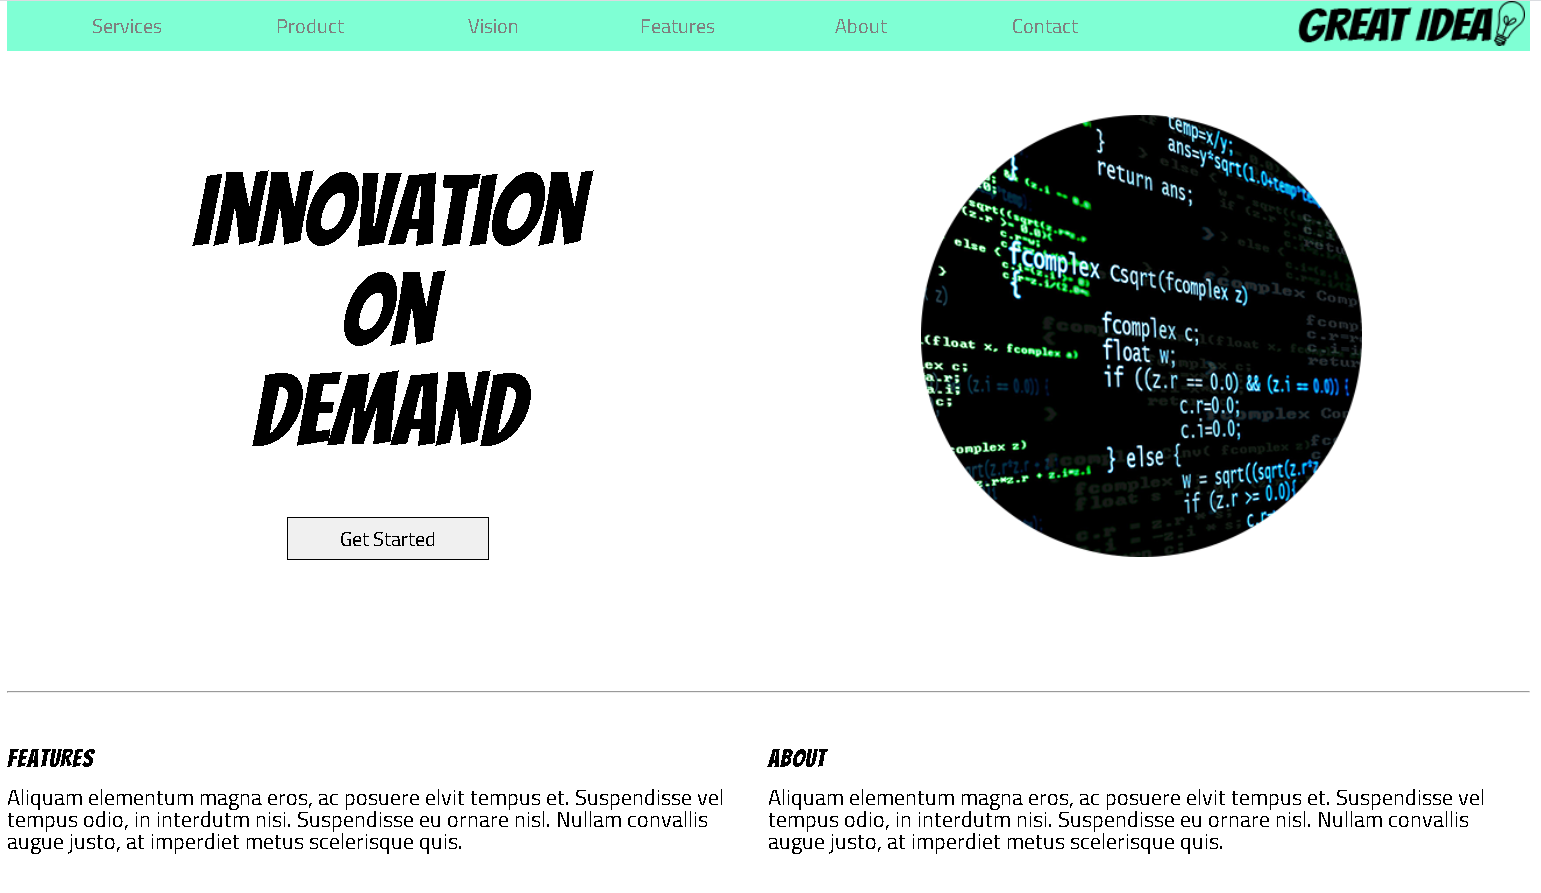 Services Product Vision Features About Contact GREAT IDEA
INNOVATION
ON
DEMAND
Get Started
temp=x/y;
ans=y*sqrt(1.0+temp*
}
return ans;
else {
fcomplex Csqrt(fcomplex z)
{
fcomplex c;
float w;
if ((z.r == 0.0) && (z.i == 0.0)) {
c.r=0.0;
c.i=0.0;
} else {
w = sqrt((sqrt(z.r*z
if (z.r >= 0.0){
FEATURES
Aliquam elementum magna eros, ac posuere elvit tempus et. Suspendisse vel
tempus odio, in interdutm nisi. Suspendisse eu ornare nisl. Nullam convallis
augue justo, at imperdiet metus scelerisque quis.
ABOUT
Aliquam elementum magna eros, ac posuere elvit tempus et. Suspendisse vel
tempus odio, in interdutm nisi. Suspendisse eu ornare nisl. Nullam convallis
augue justo, at imperdiet metus scelerisque quis.